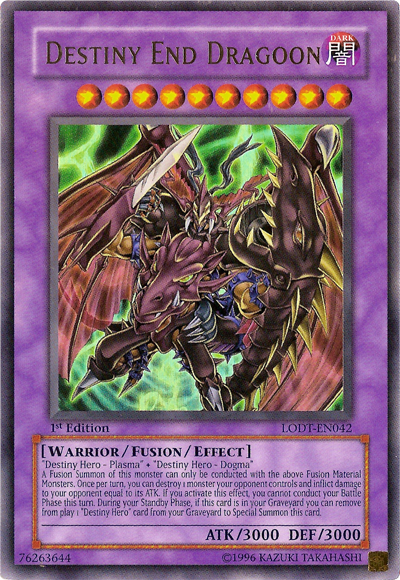 DESTINY END DRAGOON
DARK
闇
1st Edition
LODT-EN042
[WARRIOR/FUSION/EFFECT]
"Destiny Hero - Plasma" + "Destiny Hero - Dogma"
A Fusion Summon of this monster can only be conducted with the above Fusion Material
Monsters. Once per turn, you can destroy 1 monster your opponent controls and inflict damage
to your opponent equal to its ATK. If you activate this effect, you cannot conduct your Battle
Phase this turn. During your Standby Phase, if this card is in your Graveyard you can remove
from play 1 "Destiny Hero" card from your Graveyard to Special Summon this card.
ATK/3000 DEF/3000
76263644
©1996 KAZUKI TAKAHASHI